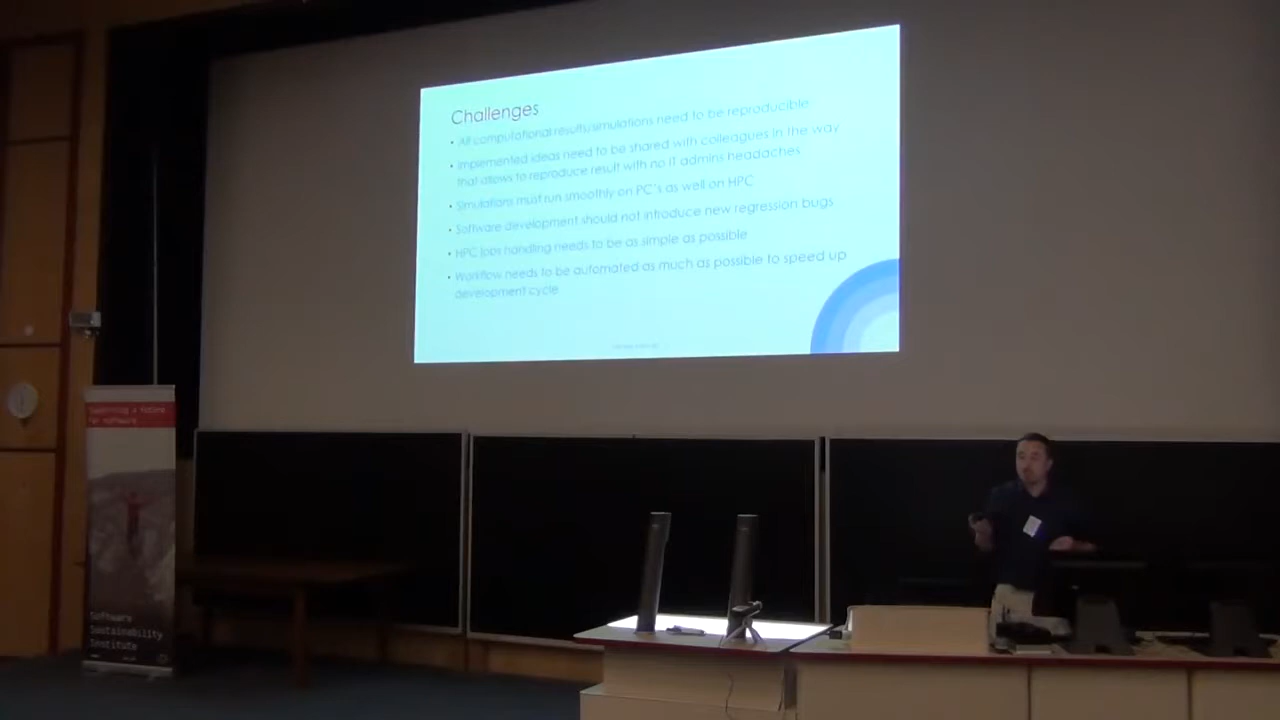 Challenges
• All computational results/simulations need to be reproducible
• Implemented ideas need to be shared with colleagues in the way
that allows to reproduce result with no IT admins headaches
• Simulations must run smoothly on PC's as well on HPC
• Software development should not introduce new regression bugs
• HPC jobs handling needs to be as simple as possible
• Workflow needs to be automated as much as possible to speed up
development cycle
Software
Sustainability
Institute